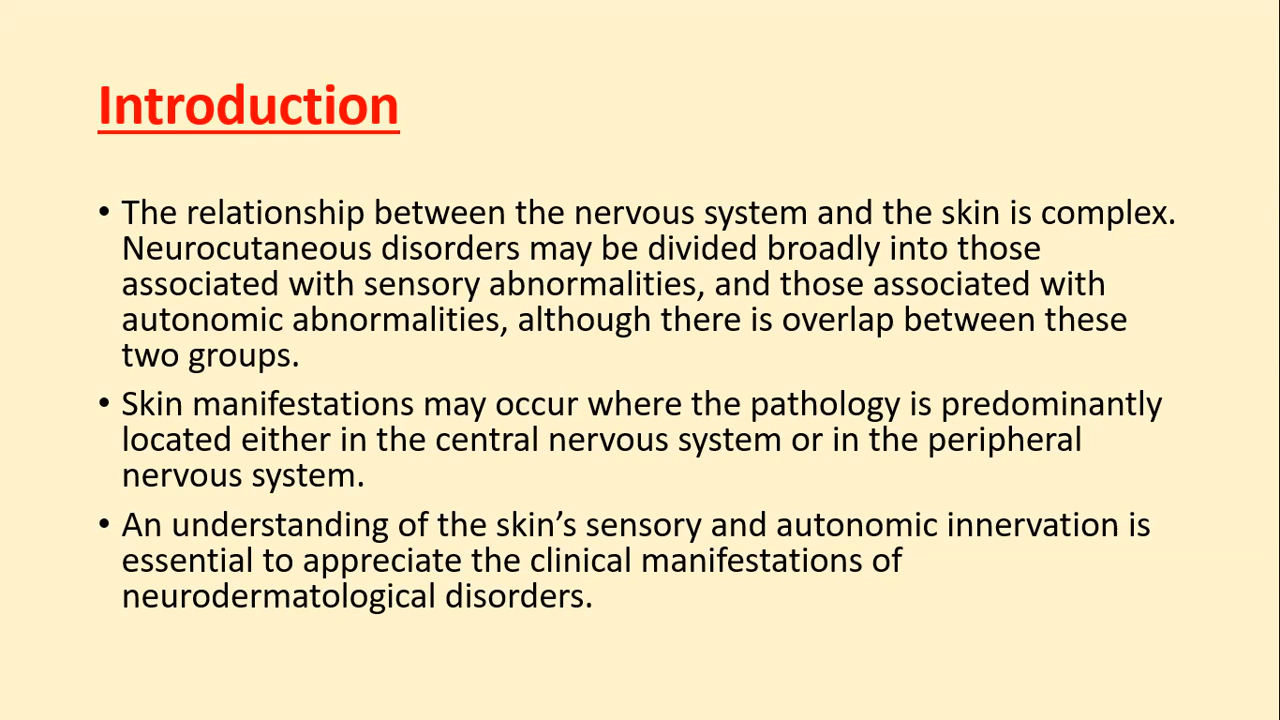 Introduction
• The relationship between the nervous system and the skin is complex.
Neurocutaneous disorders may be divided broadly into those
associated with sensory abnormalities, and those associated with
autonomic abnormalities, although there is overlap between these
two groups.
• Skin manifestations may occur where the pathology is predominantly
located either in the central nervous system or in the peripheral
nervous system.
• An understanding of the skin’s sensory and autonomic innervation is
essential to appreciate the clinical manifestations of
neurodermatological disorders.